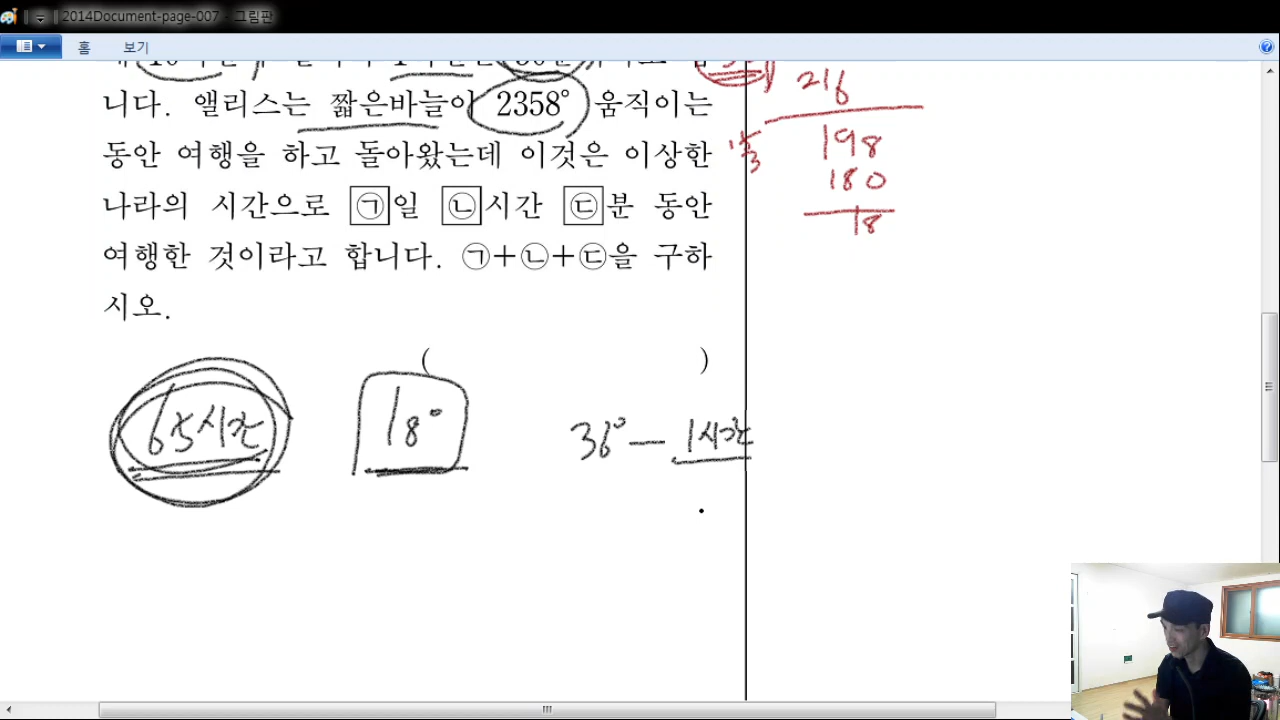 2014Document-page-007 - 그림판
홈 보기
니다. 앨리스는 짧은바늘이 2358° 움직이는
동안 여행을 하고 돌아왔는데 이것은 이상한
나라의 시간으로 ㉠일 ㉡시간 ㉢분 동안
여행한 것이라고 합니다. ㉠+㉡+㉢을 구하
시오.
( )
65시간
18°
36° — 1시간
216
198
180
18